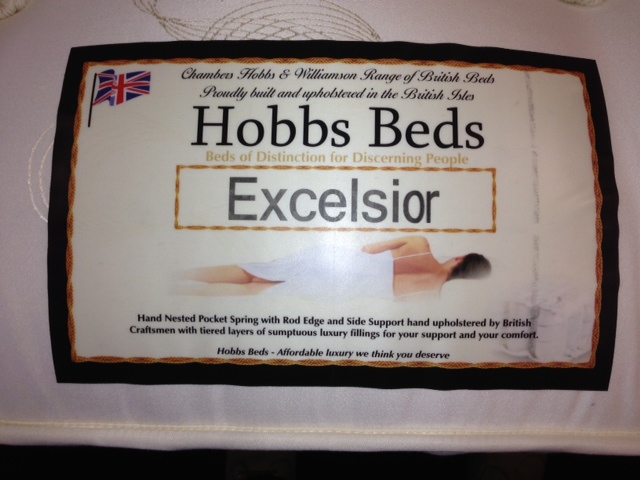 Chambers Hobbs & Williamson Range of British Beds
Proudly built and upholstered in the British Isles
Hobbs Beds
Beds of Distinction for Discerning People
Excelsior
Hand Nested Pocket Spring with Rod Edge and Side Support hand upholstered by British
Craftsmen with tiered layers of sumptuous luxury fillings for your support and your comfort.
Hobbs Beds - Affordable luxury we think you deserve